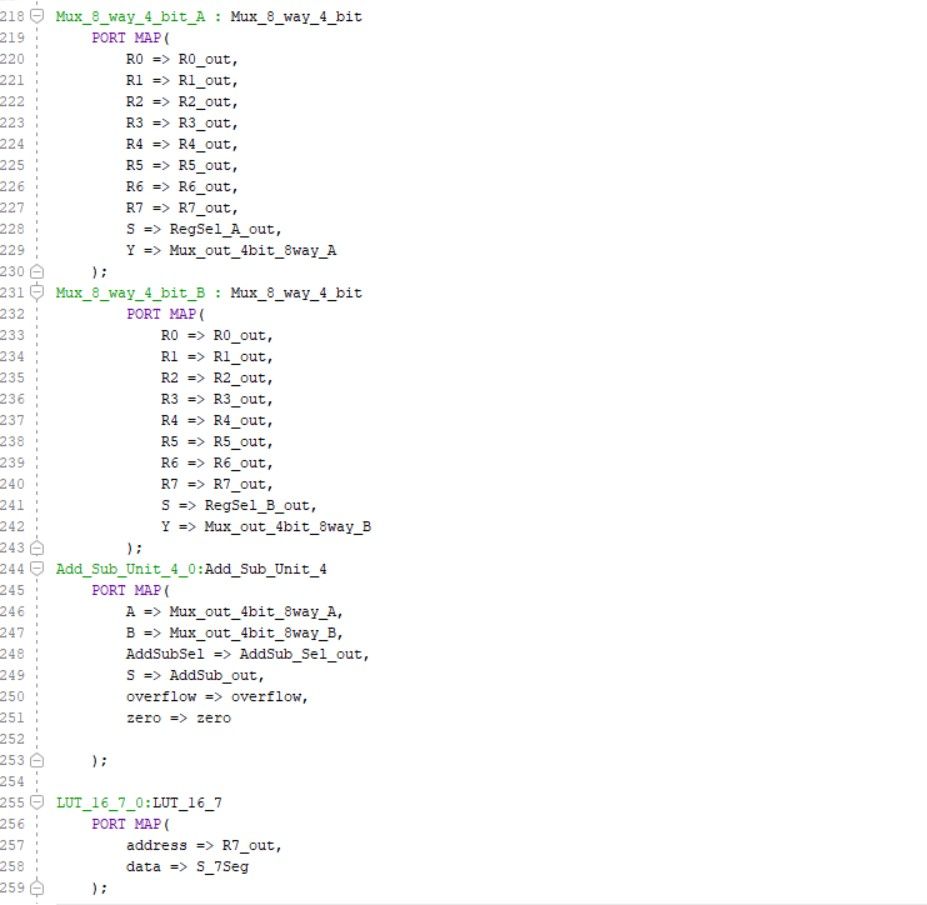 218 Mux_8_way_4_bit_A : Mux_8_way_4_bit
219     PORT MAP(
220         R0 => R0_out,
221         R1 => R1_out,
222         R2 => R2_out,
223         R3 => R3_out,
224         R4 => R4_out,
225         R5 => R5_out,
226         R6 => R6_out,
227         R7 => R7_out,
228         S => RegSel_A_out,
229         Y => Mux_out_4bit_8way_A
230     );
231 Mux_8_way_4_bit_B : Mux_8_way_4_bit
232         PORT MAP(
233             R0 => R0_out,
234             R1 => R1_out,
235             R2 => R2_out,
236             R3 => R3_out,
237             R4 => R4_out,
238             R5 => R5_out,
239             R6 => R6_out,
240             R7 => R7_out,
241             S => RegSel_B_out,
242             Y => Mux_out_4bit_8way_B
243         );
244 Add_Sub_Unit_4_0:Add_Sub_Unit_4
245     PORT MAP(
246         A => Mux_out_4bit_8way_A,
247         B => Mux_out_4bit_8way_B,
248         AddSubSel => AddSub_Sel_out,
249         S => AddSub_out,
250         overflow => overflow,
251         zero => zero
252
253     );
254
255 LUT_16_7_0:LUT_16_7
256     PORT MAP(
257         address => R7_out,
258         data => S_7Seg
259     );